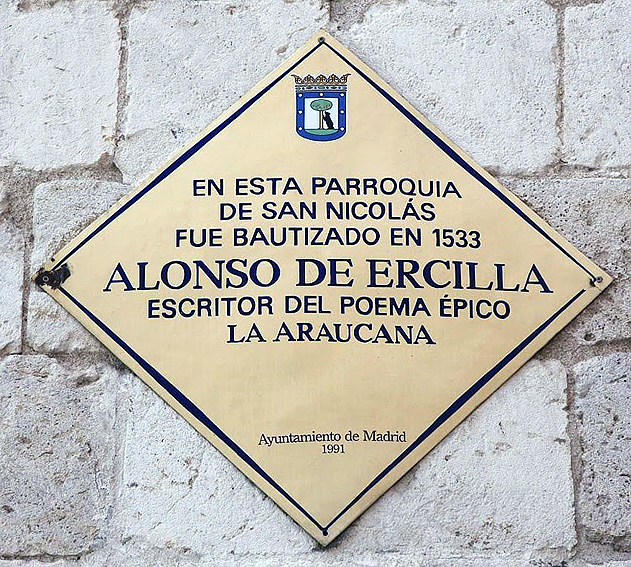 EN ESTA PARROQUIA
DE SAN NICOLÁS
FUE BAUTIZADO EN 1533
ALONSO DE ERCILLA
ESCRITOR DEL POEMA ÉPICO
LA ARAUCANA
Ayuntamiento de Madrid
1991